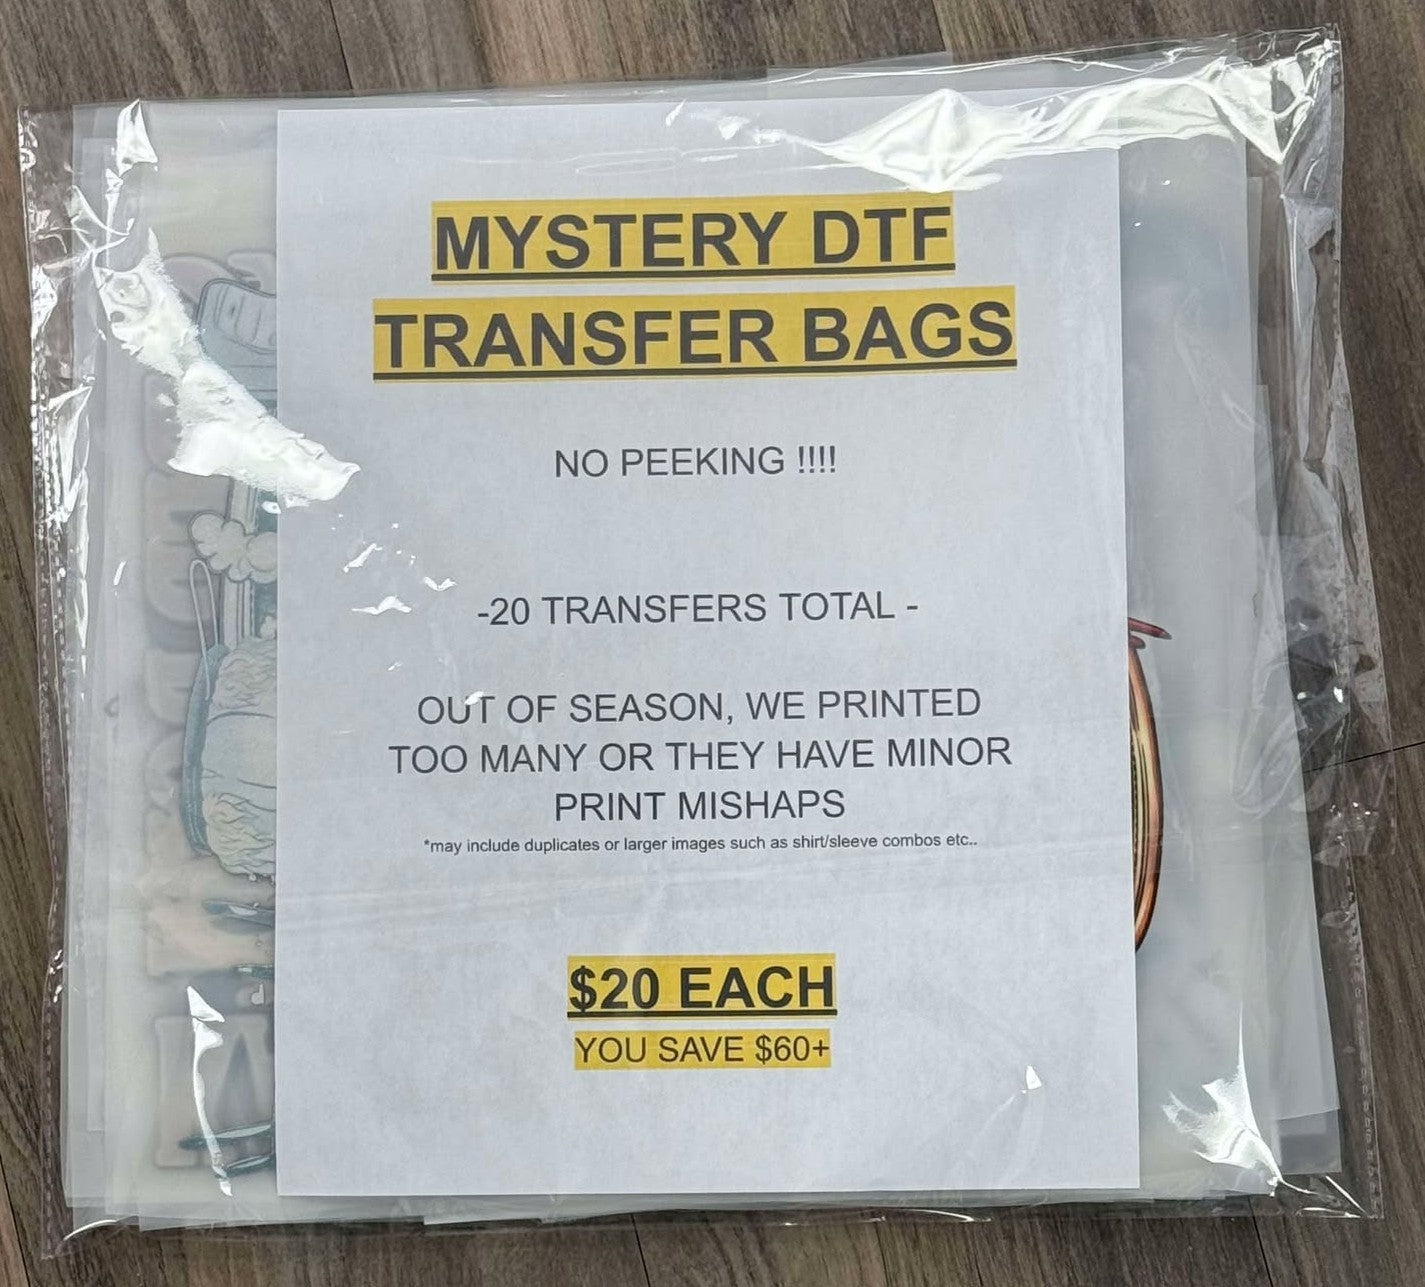 MYSTERY DTF
TRANSFER BAGS
NO PEEKING !!!!
-20 TRANSFERS TOTAL -
OUT OF SEASON, WE PRINTED
TOO MANY OR THEY HAVE MINOR
PRINT MISHAPS
*may include duplicates or larger images such as shirt/sleeve combos etc..
$20 EACH
YOU SAVE $60+